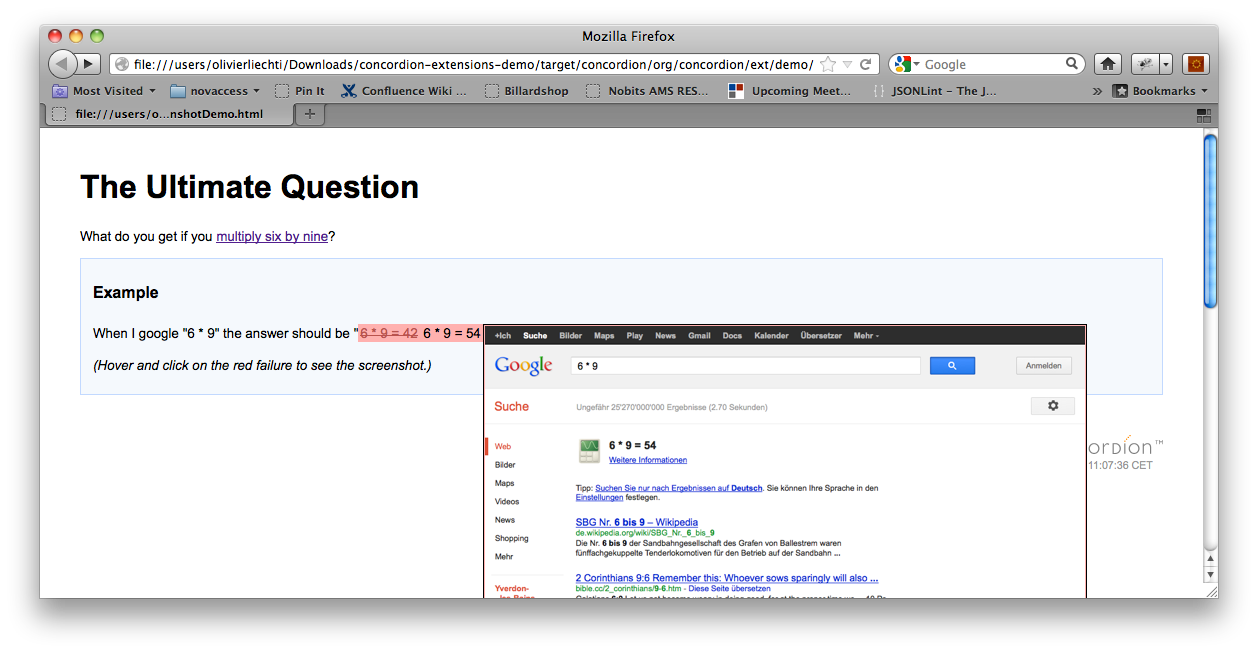 Mozilla Firefox
file:///users/olivierliechti/Downloads/concordion-extensions-demo/target/concordion/org/concordion/ext/demo/
Google
Most Visited
novaccess
Pin It
Confluence Wiki ...
Billardshop
Nobits AMS RES...
Upcoming Meet...
JSONLint – The J...
»
Bookmarks
file:///users/o...nshotDemo.html
+
The Ultimate Question
What do you get if you multiply six by nine?
Example
When I google "6 * 9" the answer should be "6 * 9 = 42 6 * 9 = 54
(Hover and click on the red failure to see the screenshot.)
+Ich Suche Bilder Maps Play News Gmail Docs Kalender Übersetzer Mehr
Google
6 * 9
Anmelden
Suche
Ungefähr 25'270'000'000 Ergebnisse (2.70 Sekunden)
Web
Bilder
Maps
Videos
News
Shopping
Mehr
Yverdon-
6 * 9 = 54
Weitere Informationen
Tipp: Suchen Sie nur nach Ergebnissen auf Deutsch. Sie können Ihre Sprache in den
Einstellungen festlegen.
SBG Nr. 6 bis 9 – Wikipedia
de.wikipedia.org/wiki/SBG_Nr._6_bis_9
Die Nr. 6 bis 9 der Sandbahngesellschaft des Grafen von Ballestrem waren
fünffachgekuppelte Tenderlokomotiven für den Betrieb auf der Sandbahn ...
2 Corinthians 9:6 Remember this: Whoever sows sparingly will also ...
bible.cc/2_corinthians/9-6.htm - Diese Seite übersetzen
ordion™
11:07:36 CET